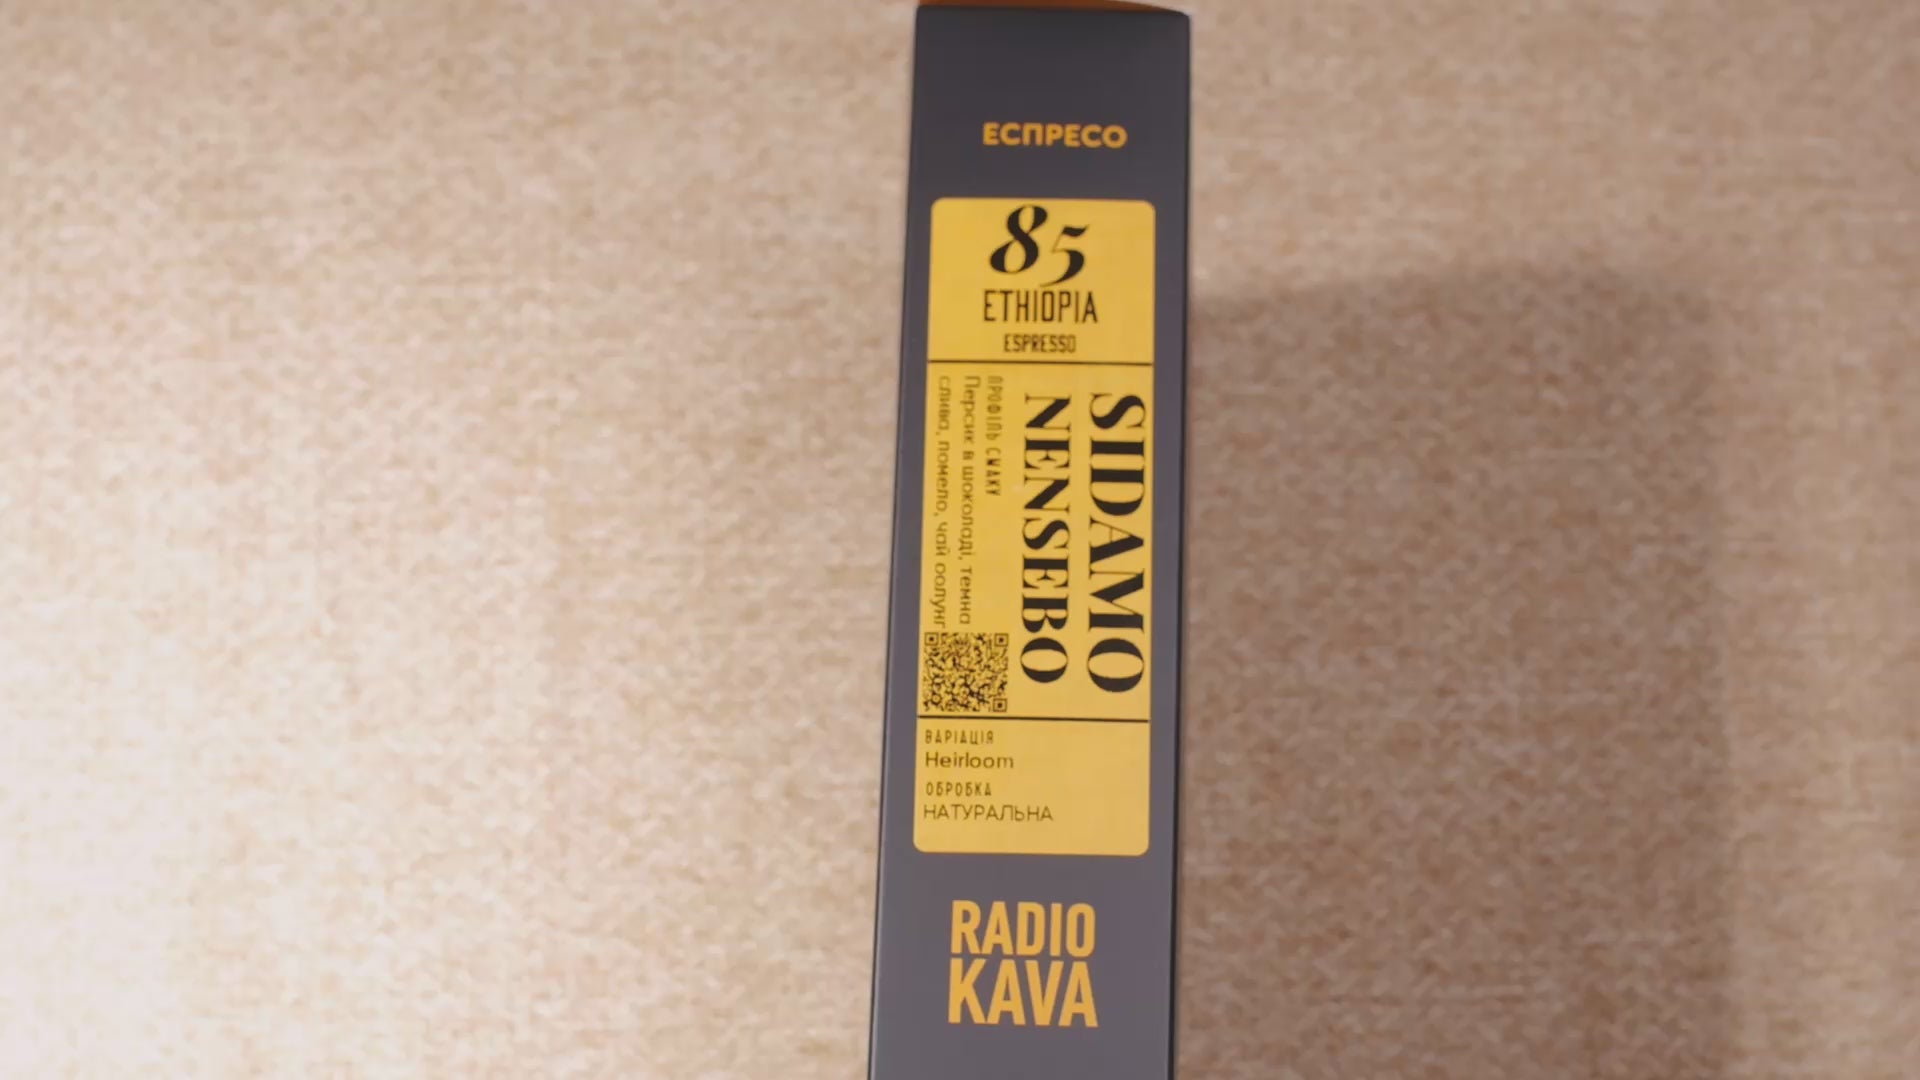 ЕСПРЕСО
85
ETHIOPIA
ESPRESSO
SIDAMO
NENSEBO
ПРОФІЛЬ СМАКУ
Персик в шоколаді, темна
слива, помело, чай оолунг
ВАРІАЦІЯ
Heirloom
ОБРОБКА
НАТУРАЛЬНА
RADIO
KAVA